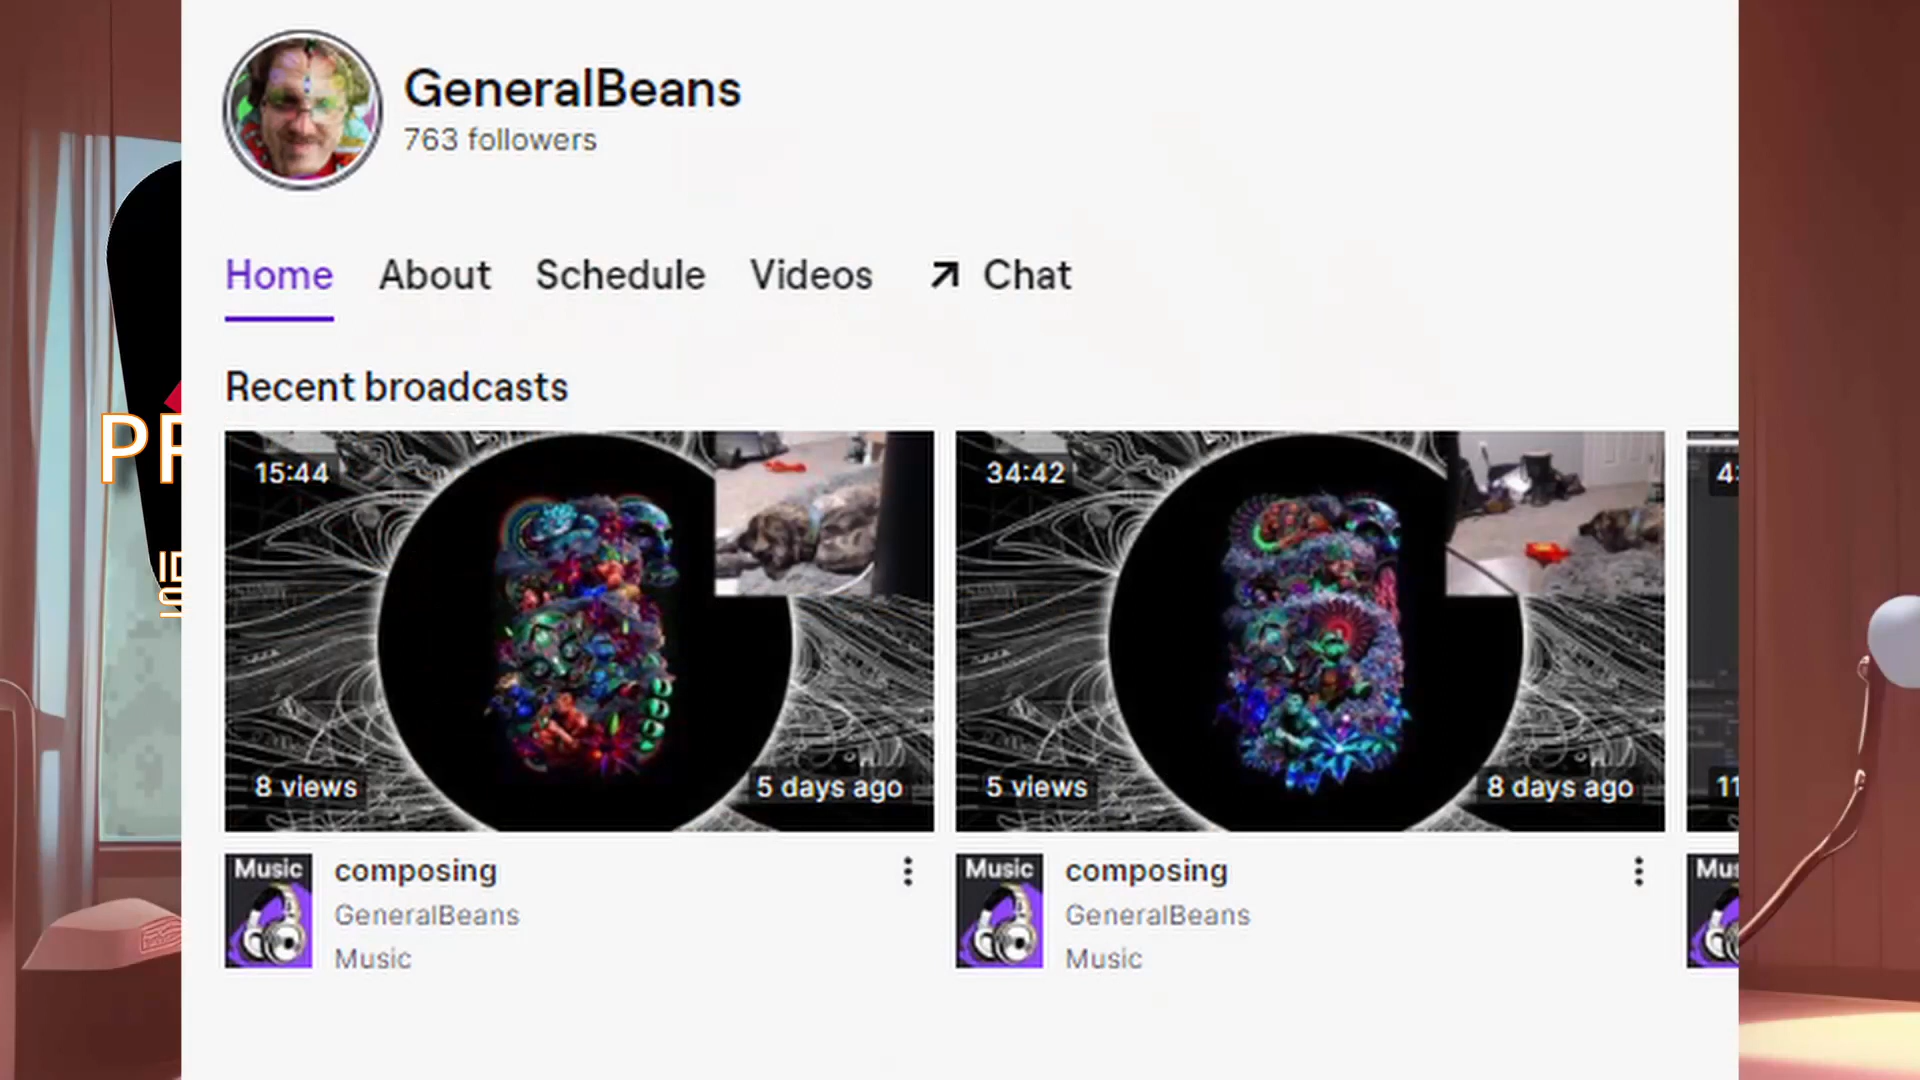 GeneralBeans
763 followers
Home About Schedule Videos Chat
Recent broadcasts
15:44
34:42
8 views
5 days ago
5 views
8 days ago
11
Music
composing
GeneralBeans
Music
Music
composing
GeneralBeans
Music